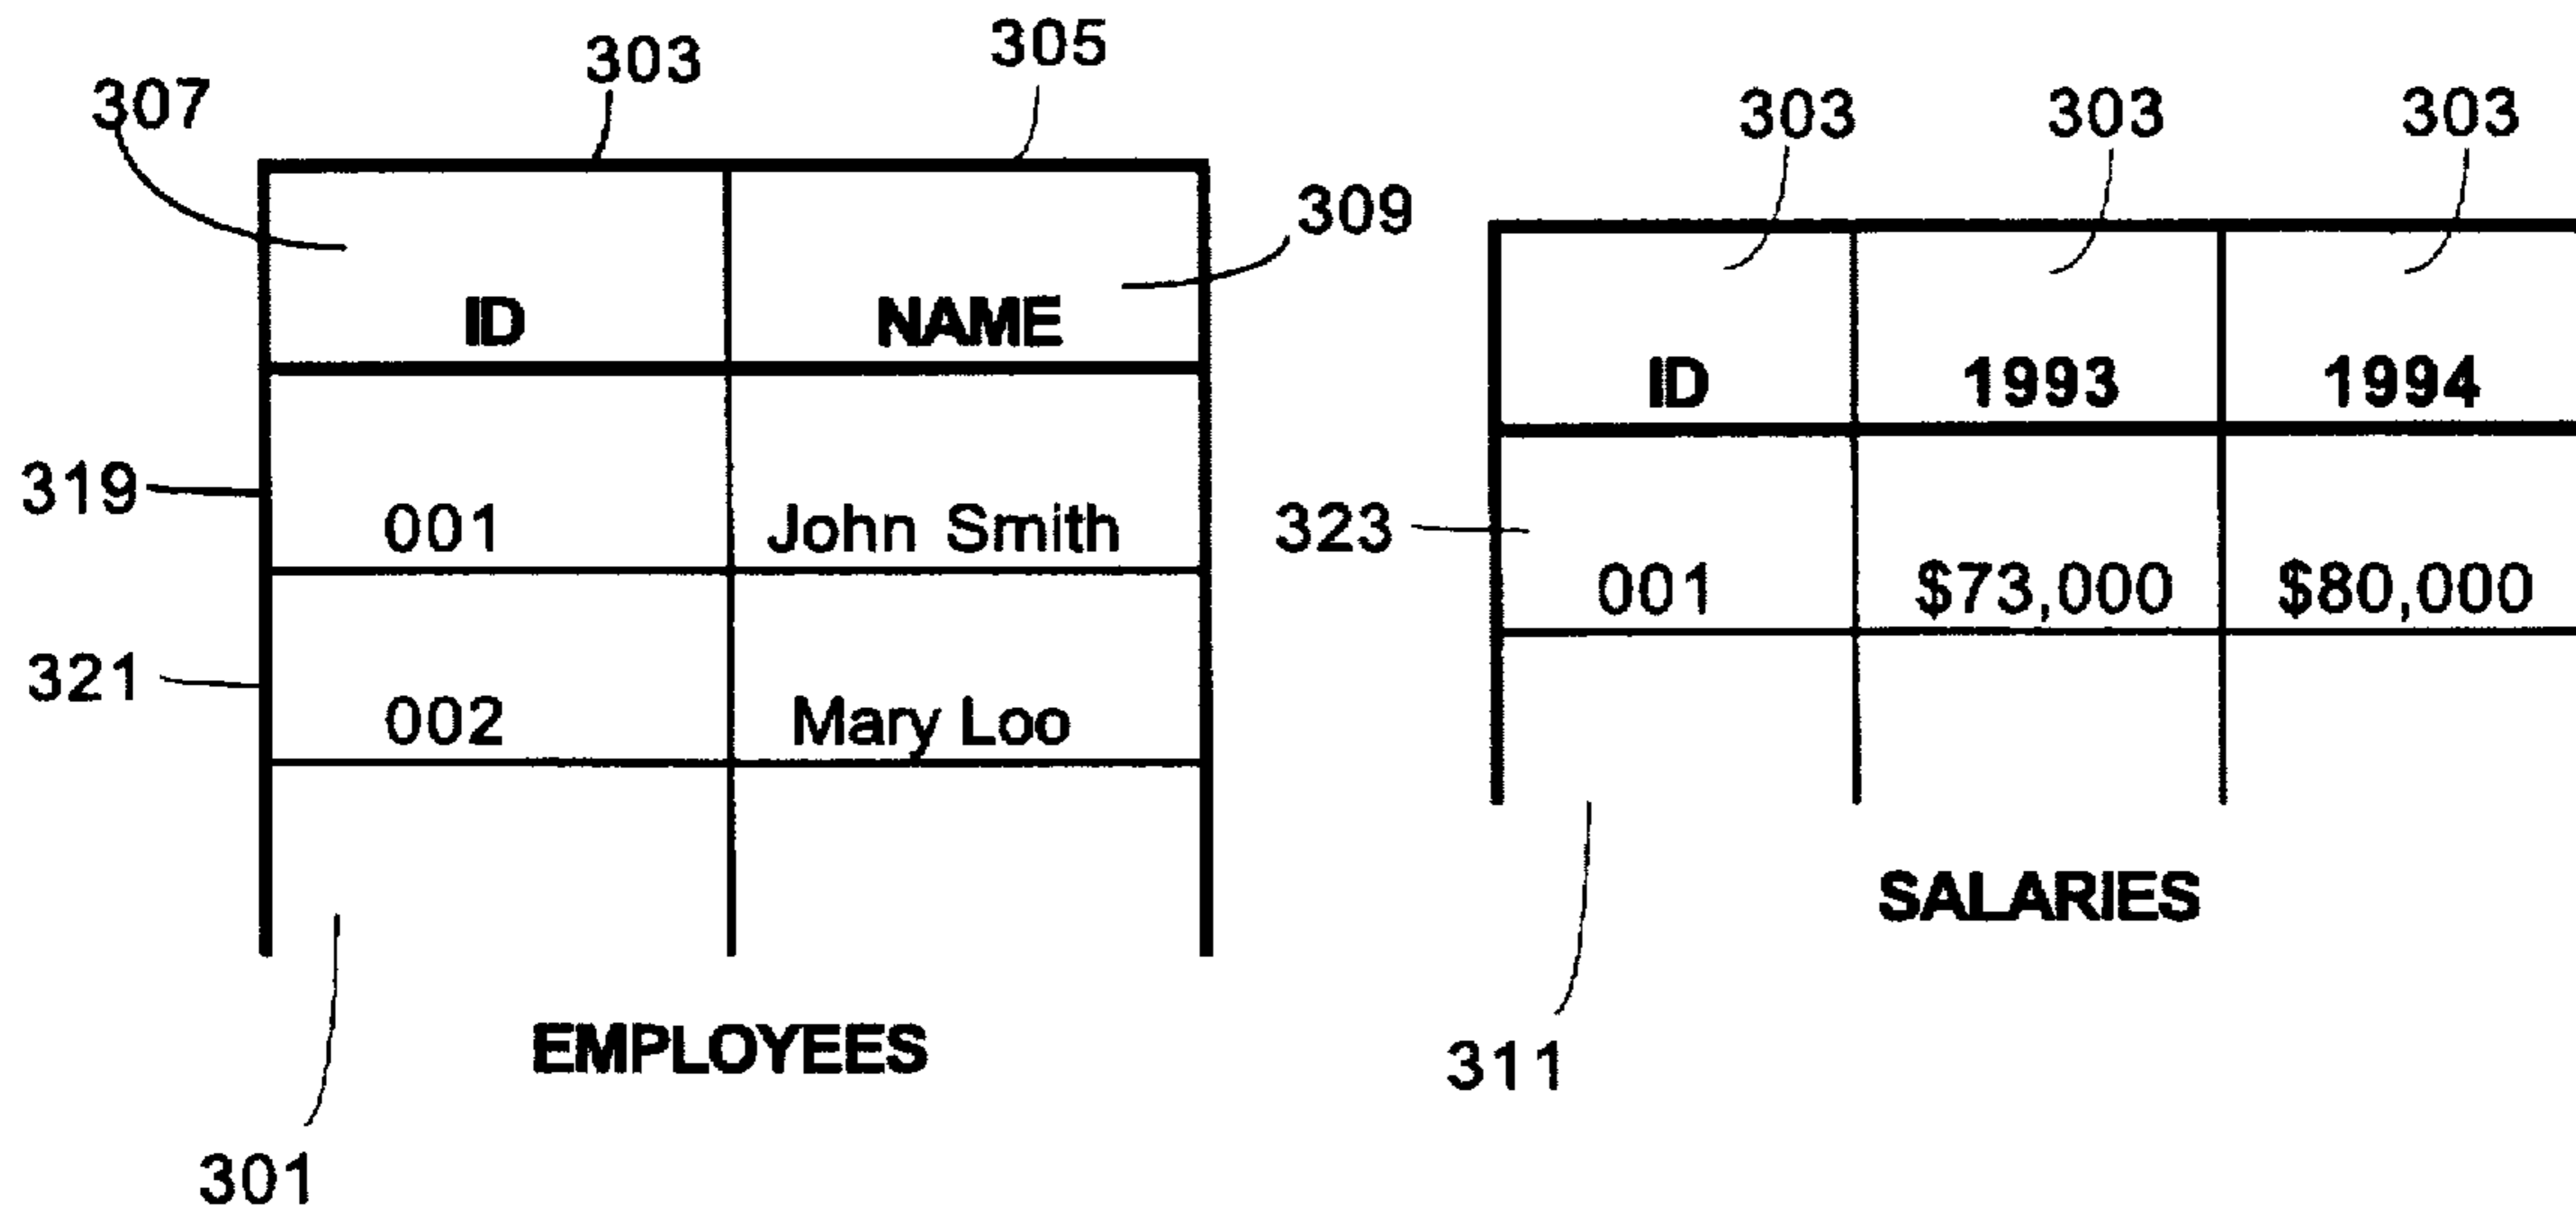 303 305
307 303 303 303
309
ID NAME
ID 1993 1994
319 001 John Smith 323
001 $73,000 $80,000
321 002 Mary Loo
SALARIES
EMPLOYEES
311
301